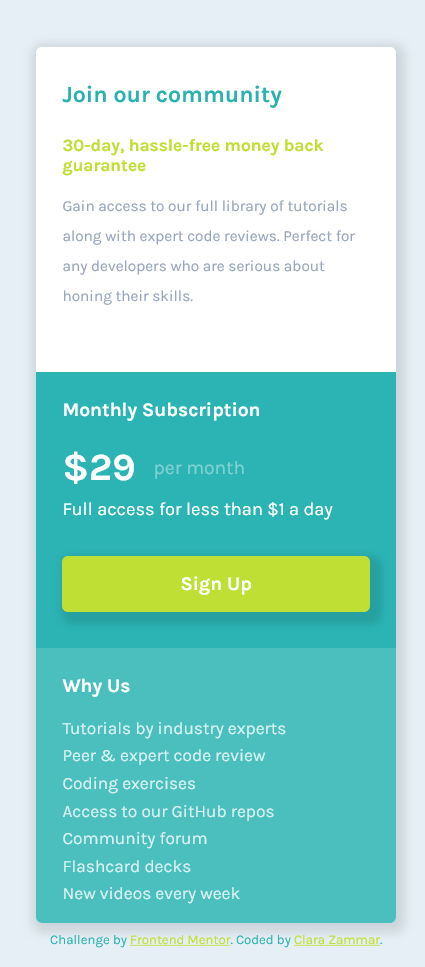 Join our community
30-day, hassle-free money back
guarantee
Gain access to our full library of tutorials
along with expert code reviews. Perfect for
any developers who are serious about
honing their skills.
Monthly Subscription
$29 per month
Full access for less than $1 a day
Sign Up
Why Us
Tutorials by industry experts
Peer & expert code review
Coding exercises
Access to our GitHub repos
Community forum
Flashcard decks
New videos every week
Challenge by Frontend Mentor. Coded by Clara Zammar.